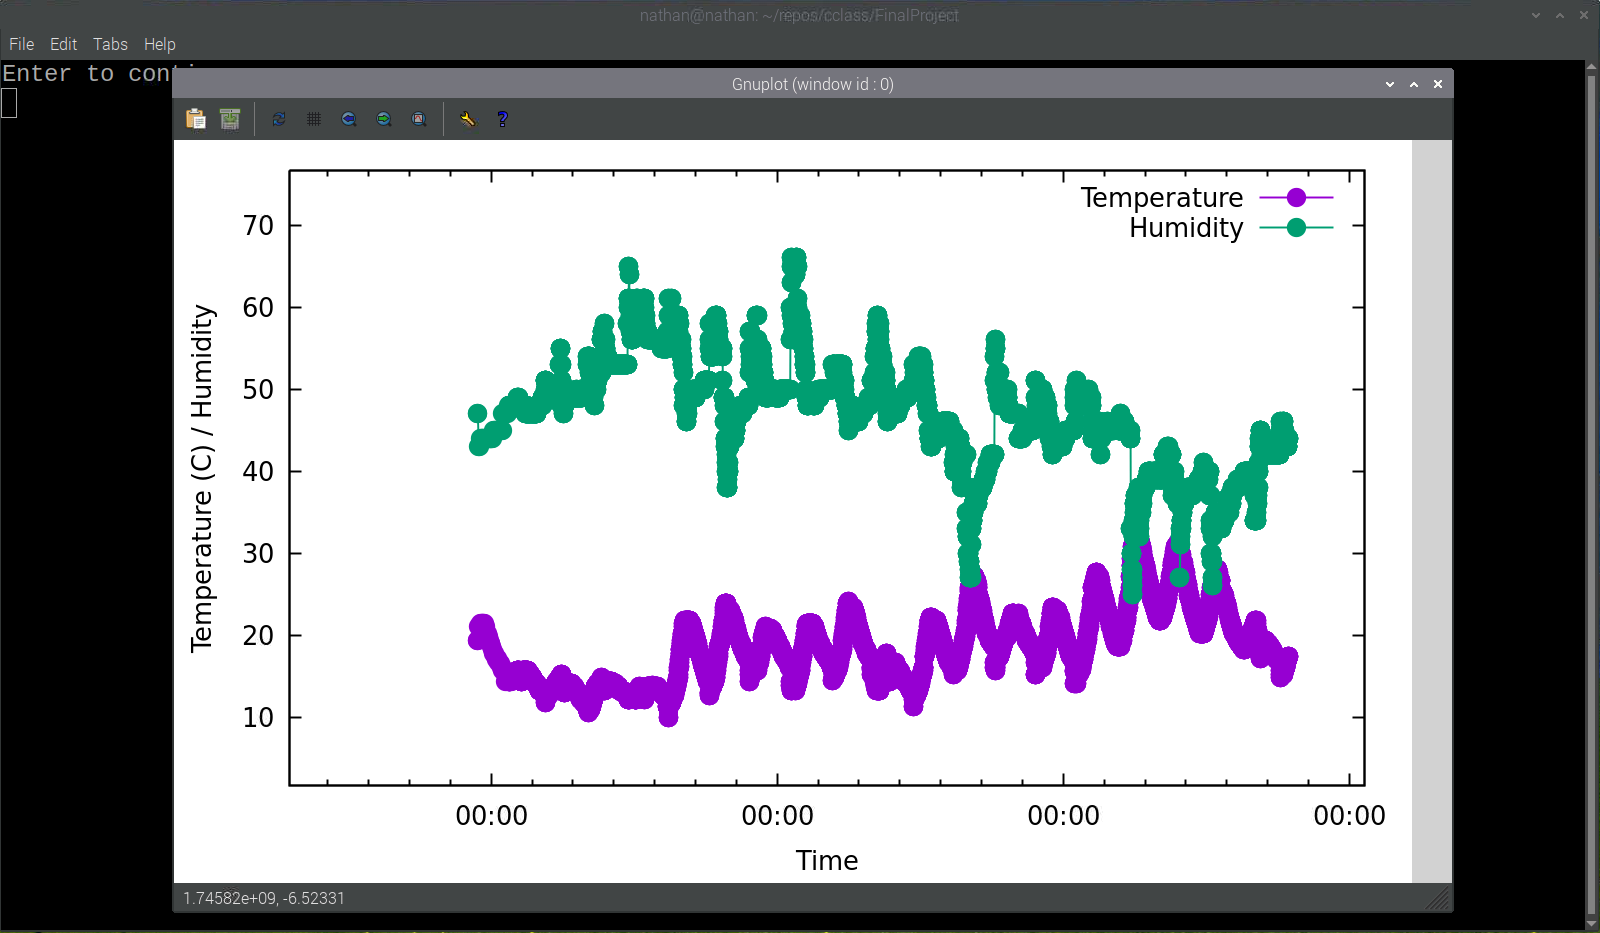 nathan@nathan: ~/repos/cclass/FinalProject
File Edit Tabs Help
Enter to conti
Gnuplot (window id : 0)
Temperature
Humidity
70
60
50
40
30
20
10
Temperature (C) / Humidity
00:00 00:00 00:00 00:00
Time
1.74582e+09, -6.52331